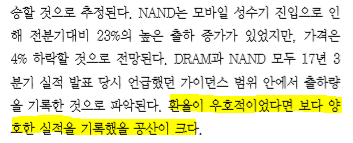 승할 것으로 추정된다. NAND는 모바일 성수기 진입으로 인
해 전분기대비 23%의 높은 출하 증가가 있었지만, 가격은
4% 하락할 것으로 전망된다. DRAM과 NAND 모두 17년 3
분기 실적 발표 당시 언급했던 가이던스 범위 안에서 출하량
을 기록한 것으로 파악된다. 환율이 우호적이었다면 보다 양
호한 실적을 기록했을 공산이 크다.